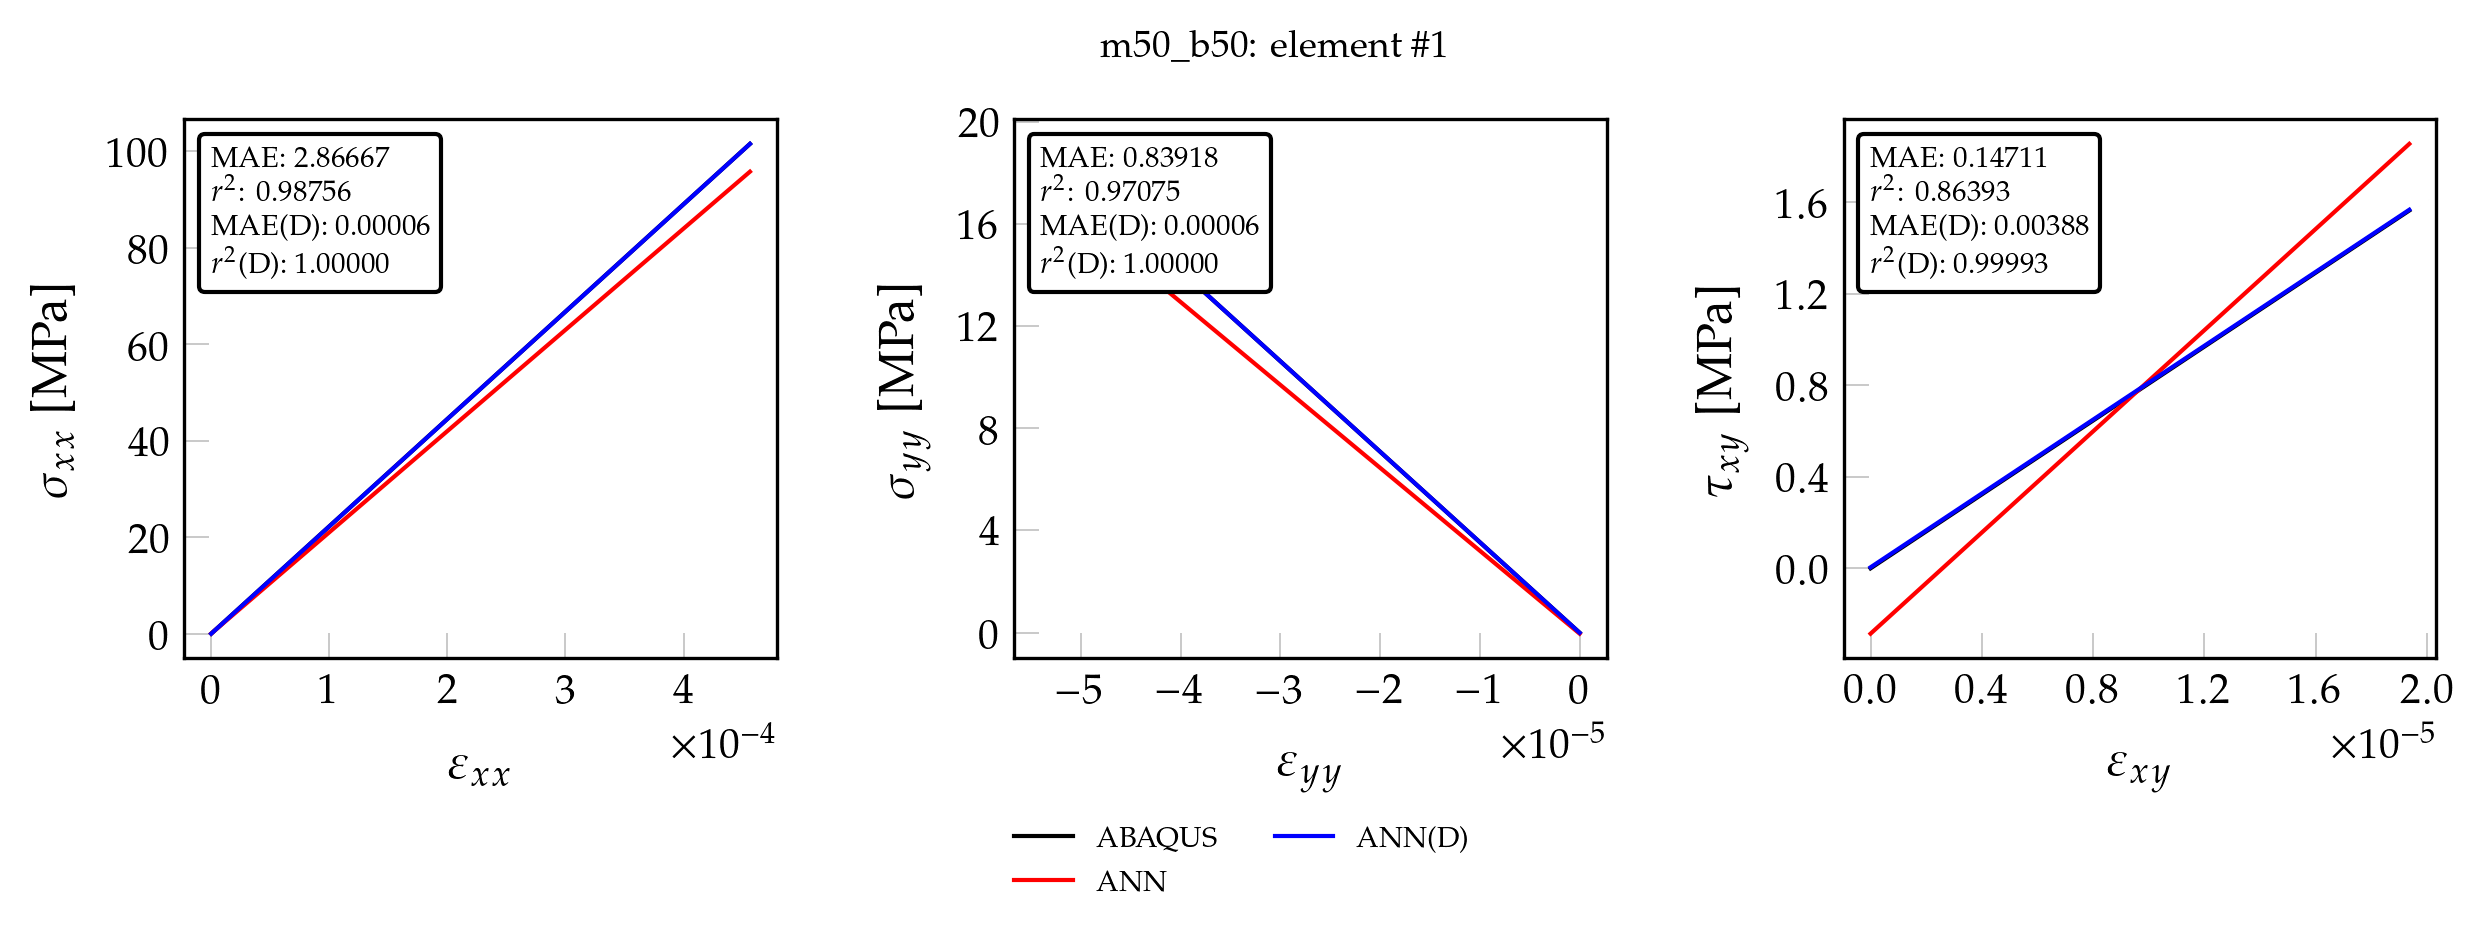 m50_b50: element #1
MAE: 2.86667
r²: 0.98756
MAE(D): 0.00006
r²(D): 1.00000
100
80
60
40
20
0
σxx [MPa]
0 1 2 3 4
×10⁻⁴
εxx
MAE: 0.83918
r²: 0.97075
MAE(D): 0.00006
r²(D): 1.00000
20
16
12
8
4
0
σyy [MPa]
−5 −4 −3 −2 −1 0
×10⁻⁵
εyy
MAE: 0.14711
r²: 0.86393
MAE(D): 0.00388
r²(D): 0.99993
1.6
1.2
0.8
0.4
0.0
τxy [MPa]
0.0 0.4 0.8 1.2 1.6 2.0
×10⁻⁵
εxy
ABAQUS
ANN
ANN(D)